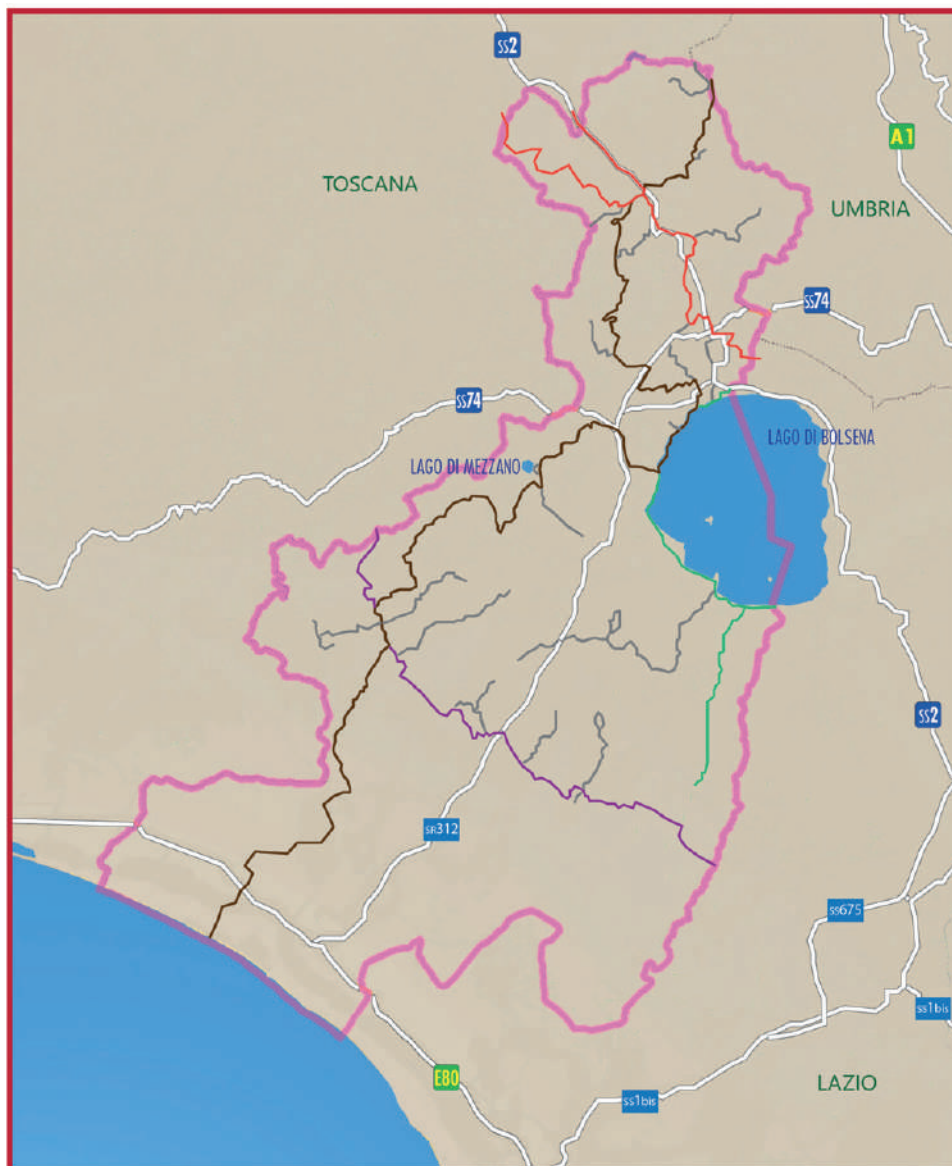 SS2
A1
TOSCANA
UMBRIA
SS74
SS74
LAGO DI BOLSENA
LAGO DI MEZZANO
SS2
SR312
SS675
SS1bis
E80
LAZIO
SS1bis